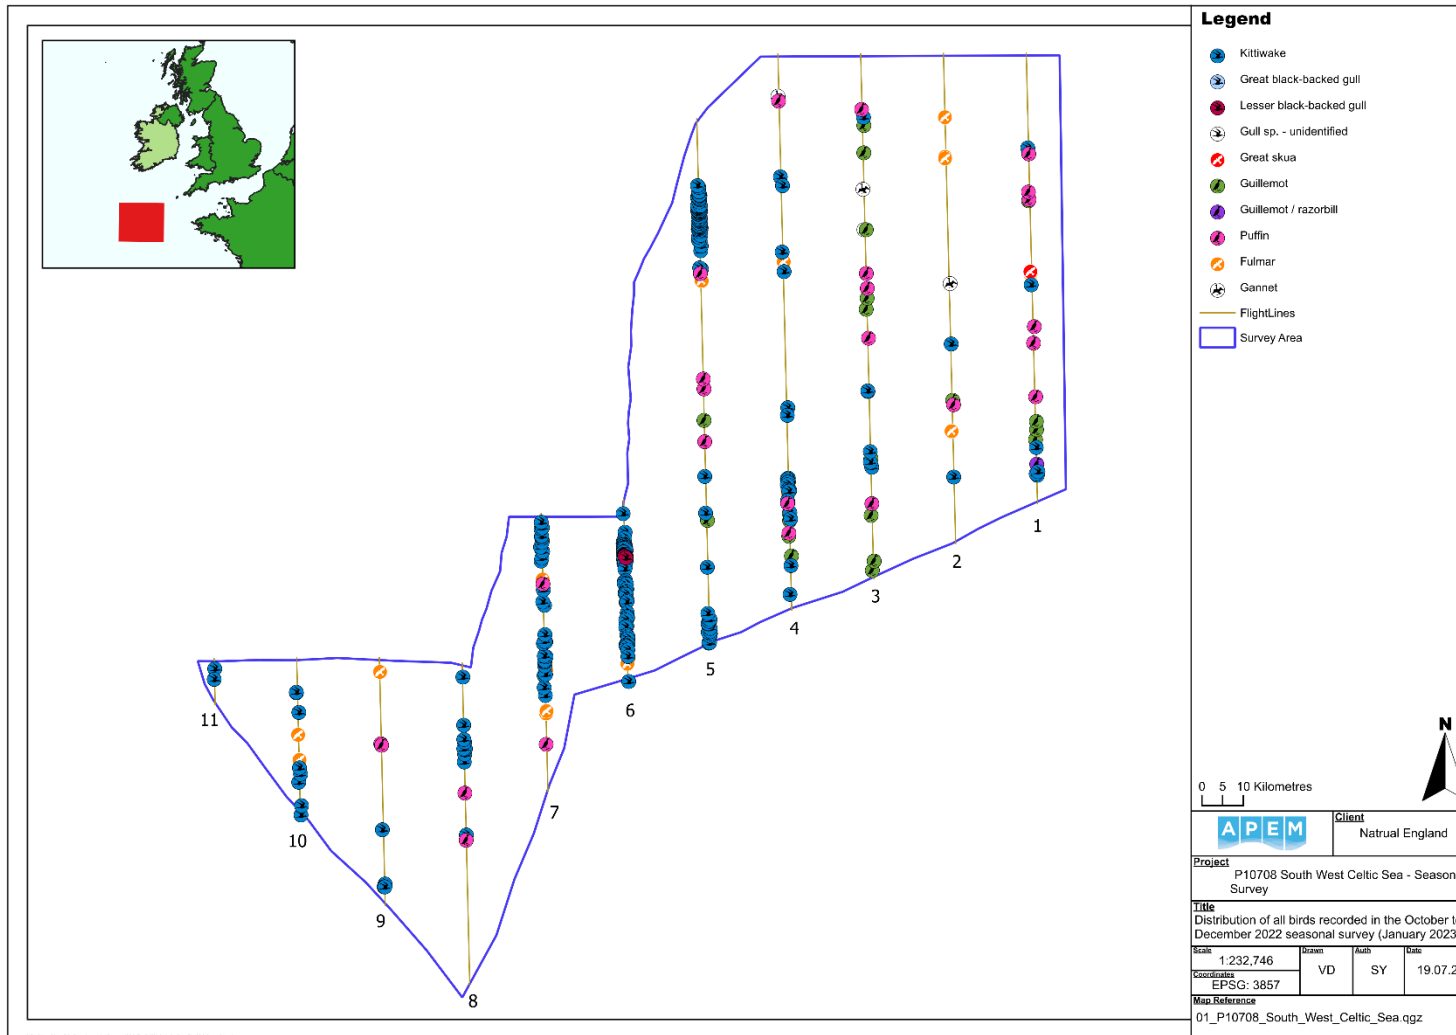 Legend
Kittiwake
Great black-backed gull
Lesser black-backed gull
Gull sp. - unidentified
Great skua
Guillemot
Guillemot / razorbill
Puffin
Fulmar
Gannet
FlightLines
Survey Area
1
2
3
4
5
6
7
8
9
10
11
N
0 5 10 Kilometres
APEM
Client
Natrual England
Project
P10708 South West Celtic Sea - Season
Survey
Title
Distribution of all birds recorded in the October t
December 2022 seasonal survey (January 2023
Scale
1:232,746
Coordinates
EPSG: 3857
Drawn
VD
Auth
SY
Date
19.07.2
Map Reference
01_P10708_South_West_Celtic_Sea.qgz